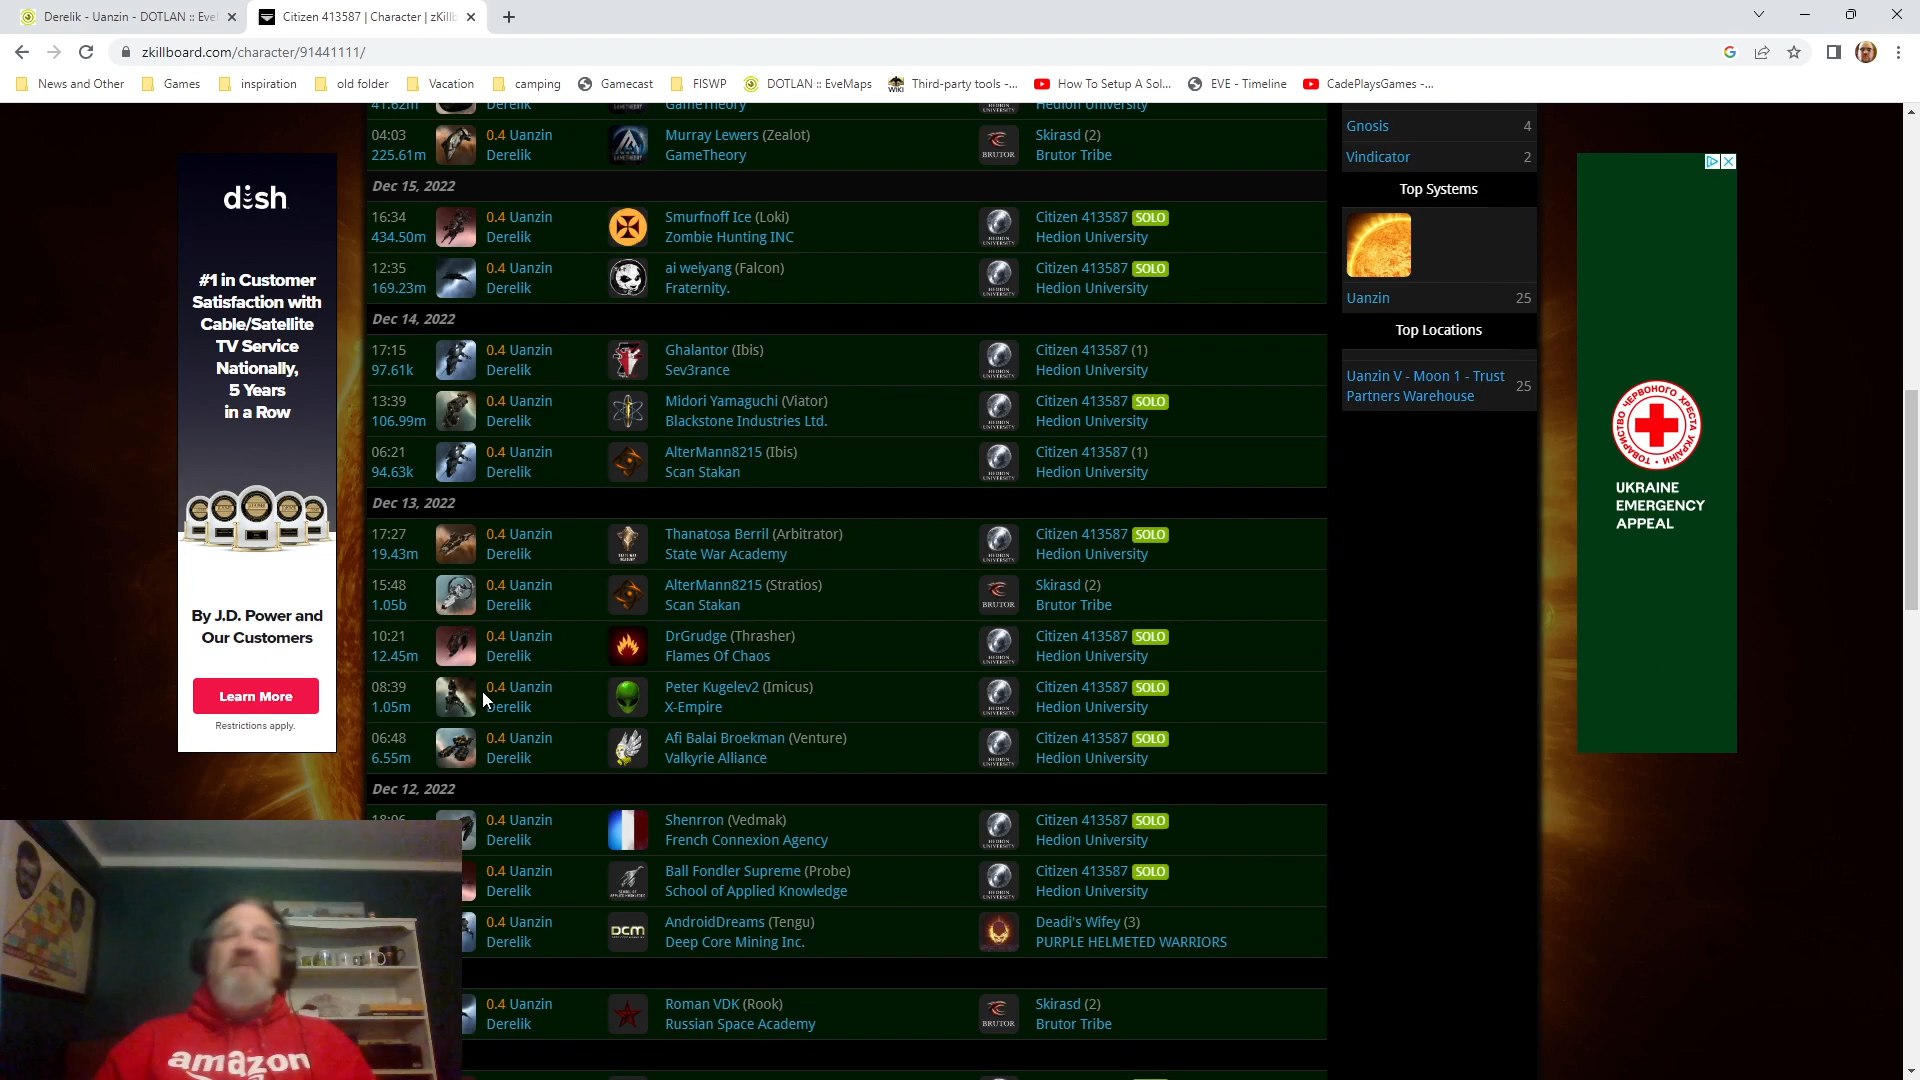 Derelik - Uanzin - DOTLAN :: Eve
Citizen 413587 | Character | zKillb
zkillboard.com/character/91441111/
News and Other
Games
inspiration
old folder
Vacation
camping
Gamecast
FISWP
DOTLAN :: EveMaps
Third-party tools -...
How To Setup A Sol...
EVE - Timeline
CadePlaysGames -...
41.62m Derelik GameTheory Hedion University
04:03 0.4 Uanzin Murray Lewers (Zealot) Skirasd (2)
225.61m Derelik GameTheory BRUTOR Brutor Tribe
Dec 15, 2022
16:34 0.4 Uanzin Smurfnoff Ice (Loki) Citizen 413587 SOLO
434.50m Derelik Zombie Hunting INC Hedion University
12:35 0.4 Uanzin ai weiyang (Falcon) Citizen 413587 SOLO
169.23m Derelik Fraternity. Hedion University
Dec 14, 2022
17:15 0.4 Uanzin Ghalantor (Ibis) Citizen 413587 (1)
97.61k Derelik Sev3rance Hedion University
13:39 0.4 Uanzin Midori Yamaguchi (Viator) Citizen 413587 SOLO
106.99m Derelik Blackstone Industries Ltd. Hedion University
06:21 0.4 Uanzin AlterMann8215 (Ibis) Citizen 413587 (1)
94.63k Derelik Scan Stakan Hedion University
Dec 13, 2022
17:27 0.4 Uanzin Thanatosa Berril (Arbitrator) Citizen 413587 SOLO
19.43m Derelik State War Academy Hedion University
15:48 0.4 Uanzin AlterMann8215 (Stratios) Skirasd (2)
1.05b Derelik Scan Stakan BRUTOR Brutor Tribe
10:21 0.4 Uanzin DrGrudge (Thrasher) Citizen 413587 SOLO
12.45m Derelik Flames Of Chaos Hedion University
08:39 0.4 Uanzin Peter Kugelev2 (Imicus) Citizen 413587 SOLO
1.05m Derelik X-Empire Hedion University
06:48 0.4 Uanzin Afi Balai Broekman (Venture) Citizen 413587 SOLO
6.55m Derelik Valkyrie Alliance Hedion University
Dec 12, 2022
18:06 0.4 Uanzin Shenrron (Vedmak) Citizen 413587 SOLO
Derelik French Connexion Agency Hedion University
0.4 Uanzin Ball Fondler Supreme (Probe) Citizen 413587 SOLO
Derelik School of Applied Knowledge Hedion University
0.4 Uanzin AndroidDreams (Tengu) Deadi's Wifey (3)
Derelik DCM Deep Core Mining Inc. PURPLE HELMETED WARRIORS
0.4 Uanzin Roman VDK (Rook) Skirasd (2)
Derelik Russian Space Academy BRUTOR Brutor Tribe
Gnosis 4
Vindicator 2
Top Systems
Uanzin 25
Top Locations
Uanzin V - Moon 1 - Trust
Partners Warehouse 25
dish
#1 in Customer
Satisfaction with
Cable/Satellite
TV Service
Nationally,
5 Years
in a Row
By J.D. Power and
Our Customers
Learn More
Restrictions apply.
ТОВАРИСТВО ЧЕРВОНОГО ХРЕСТА УКРАЇНИ
UKRAINE
EMERGENCY
APPEAL
amazon